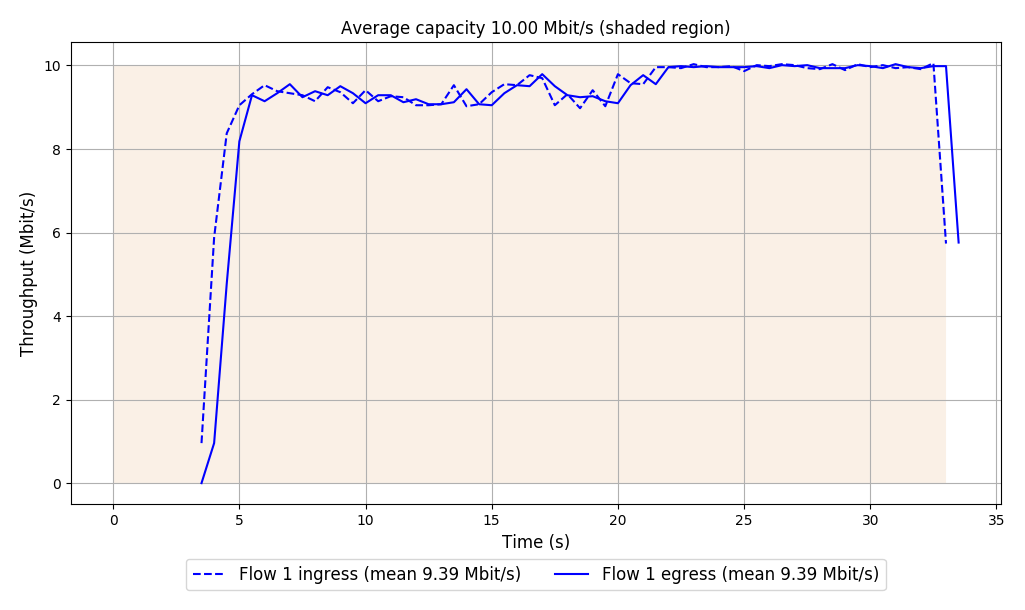 Average capacity 10.00 Mbit/s (shaded region)
10
8
6
4
2
0
Throughput (Mbit/s)
0 5 10 15 20 25 30 35
Time (s)
Flow 1 ingress (mean 9.39 Mbit/s) Flow 1 egress (mean 9.39 Mbit/s)